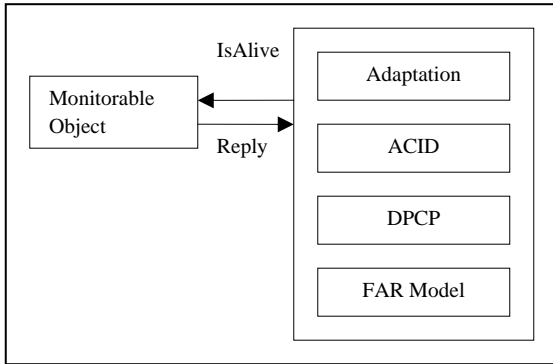 IsAlive
Monitorable
Object
Reply
Adaptation
ACID
DPCP
FAR Model